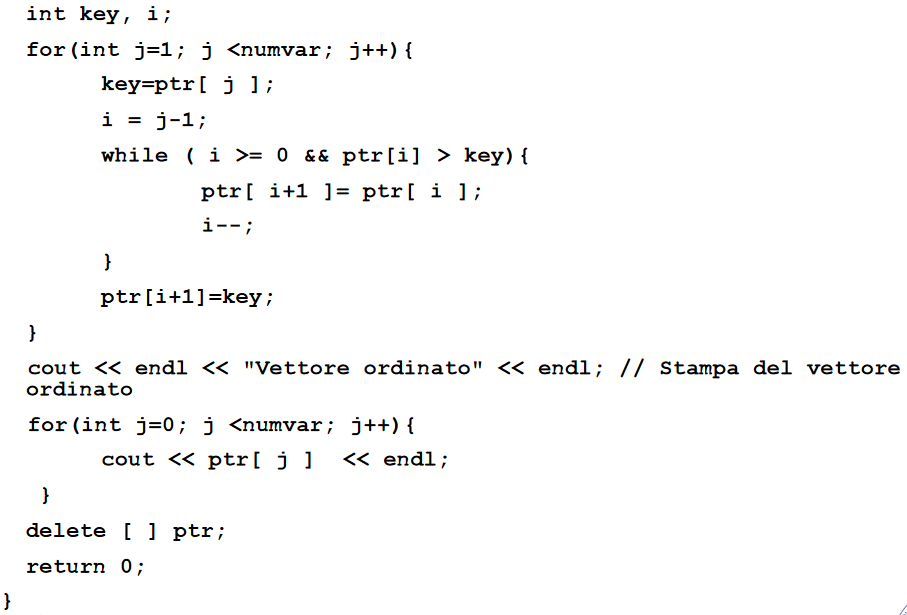 int key, i;
for(int j=1; j <numvar; j++){
key=ptr[ j ];
i = j-1;
while ( i >= 0 && ptr[i] > key){
ptr[ i+1 ]= ptr[ i ];
i--;
}
ptr[i+1]=key;
}
cout << endl << "Vettore ordinato" << endl; // Stampa del vettore
ordinato
for(int j=0; j <numvar; j++){
cout << ptr[ j ]  << endl;
}
delete [ ] ptr;
return 0;
}